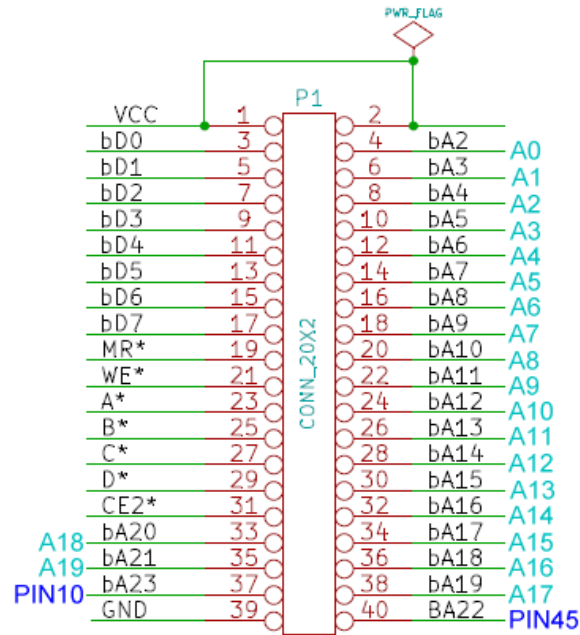 PWR_FLAG
P1
VCC 1 2
bD0 3 4 bA2 A0
bD1 5 6 bA3 A1
bD2 7 8 bA4 A2
bD3 9 10 bA5 A3
bD4 11 12 bA6 A4
bD5 13 14 bA7 A5
bD6 15 16 bA8 A6
bD7 17 18 bA9 A7
MR* 19 20 bA10 A8
WE* 21 22 bA11 A9
A* 23 24 bA12 A10
B* 25 26 bA13 A11
C* 27 28 bA14 A12
D* 29 30 bA15 A13
CE2* 31 32 bA16 A14
A18 bA20 33 34 bA17 A15
A19 bA21 35 36 bA18 A16
PIN10 bA23 37 38 bA19 A17
GND 39 40 BA22 PIN45
CONN_20X2